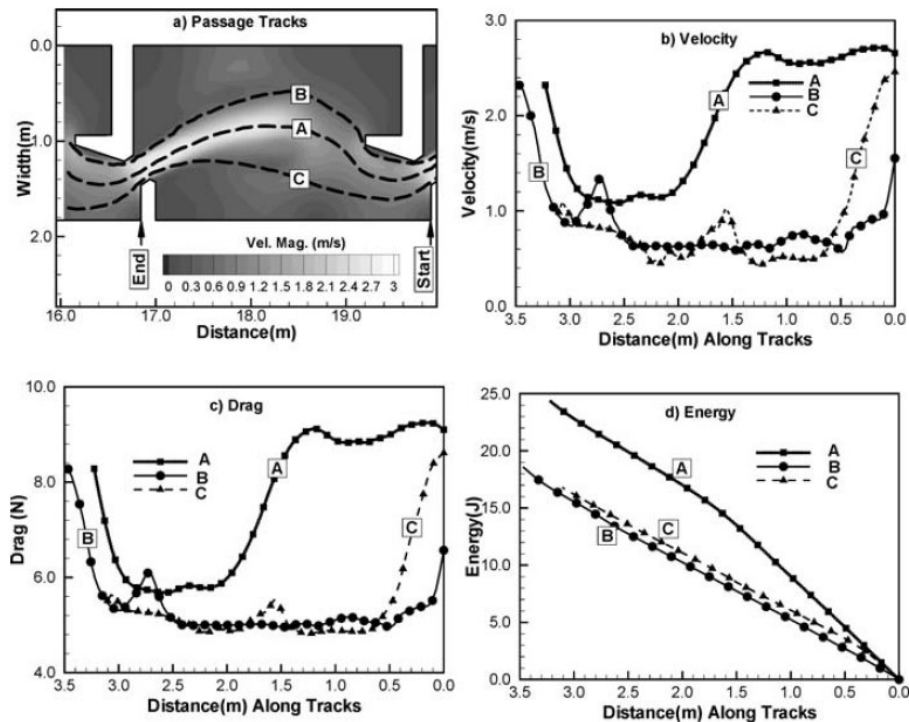 a) Passage Tracks
0.0
1.0
2.0
Width(m)
B
A
C
Vel. Mag. (m/s)
0 0.3 0.6 0.9 1.2 1.5 1.8 2.1 2.4 2.7 3
End
Start
16.0 17.0 18.0 19.0
Distance(m)
b) Velocity
3.0
2.0
1.0
0.0
Velocity(m/s)
A
B
C
A
B
C
3.5 3.0 2.5 2.0 1.5 1.0 0.5 0.0
Distance(m) Along Tracks
c) Drag
10.0
8.0
6.0
4.0
Drag (N)
A
B
C
A
B
C
3.5 3.0 2.5 2.0 1.5 1.0 0.5 0.0
Distance(m) Along Tracks
d) Energy
25.0
20.0
15.0
10.0
5.0
0.0
Energy(J)
A
B
C
A
B
C
3.5 3.0 2.5 2.0 1.5 1.0 0.5 0.0
Distance(m) Along Tracks